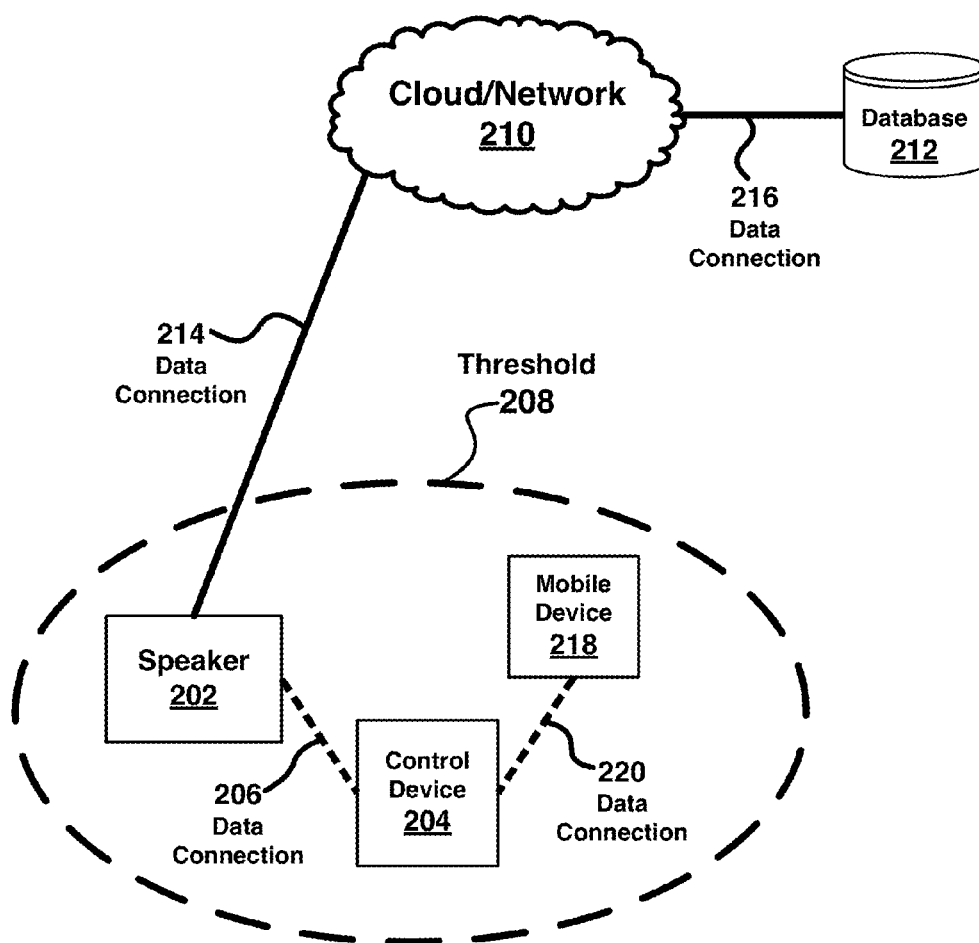 Cloud/Network
210
Database
212
216
Data
Connection
214
Data
Connection
Threshold
208
Mobile
Device
218
Speaker
202
Control
Device
204
206
Data
Connection
220
Data
Connection